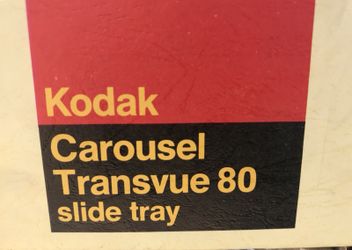 Kodak
Carousel
Transvue 80
slide tray